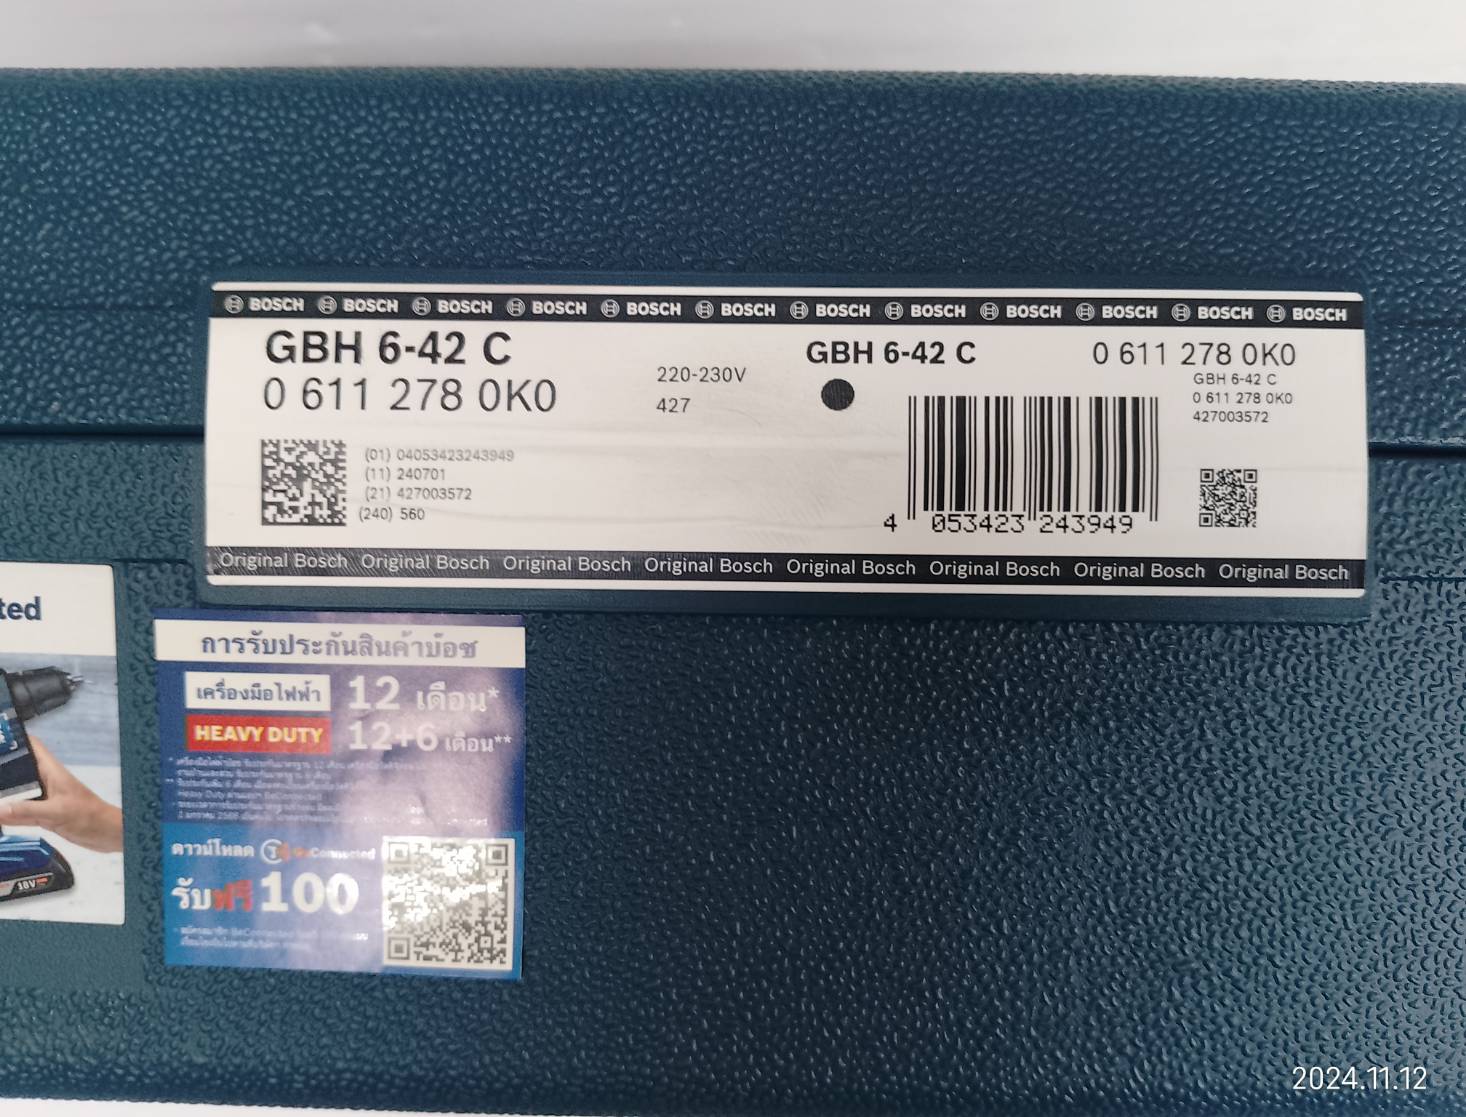 BOSCH BOSCH BOSCH BOSCH BOSCH BOSCH BOSCH BOSCH BOSCH BOSCH BOSCH BOSCH
GBH 6-42 C
0 611 278 0K0
220-230V
427
(01) 04053423243949
(11) 240701
(21) 427003572
(240) 560
GBH 6-42 C
0 611 278 0K0
GBH 6-42 C
0 611 278 0K0
427003572
4 053423 243949
Original Bosch Original Bosch Original Bosch Original Bosch Original Bosch Original Bosch Original Bosch Original Bosch
ted
18V
การรับประกันสินค้าบ๊อช
เครื่องมือไฟฟ้า 12 เดือน*
HEAVY DUTY 12+6 เดือน**
ดาวน์โหลด BeConnected
รับฟรี 100
2024.11.12